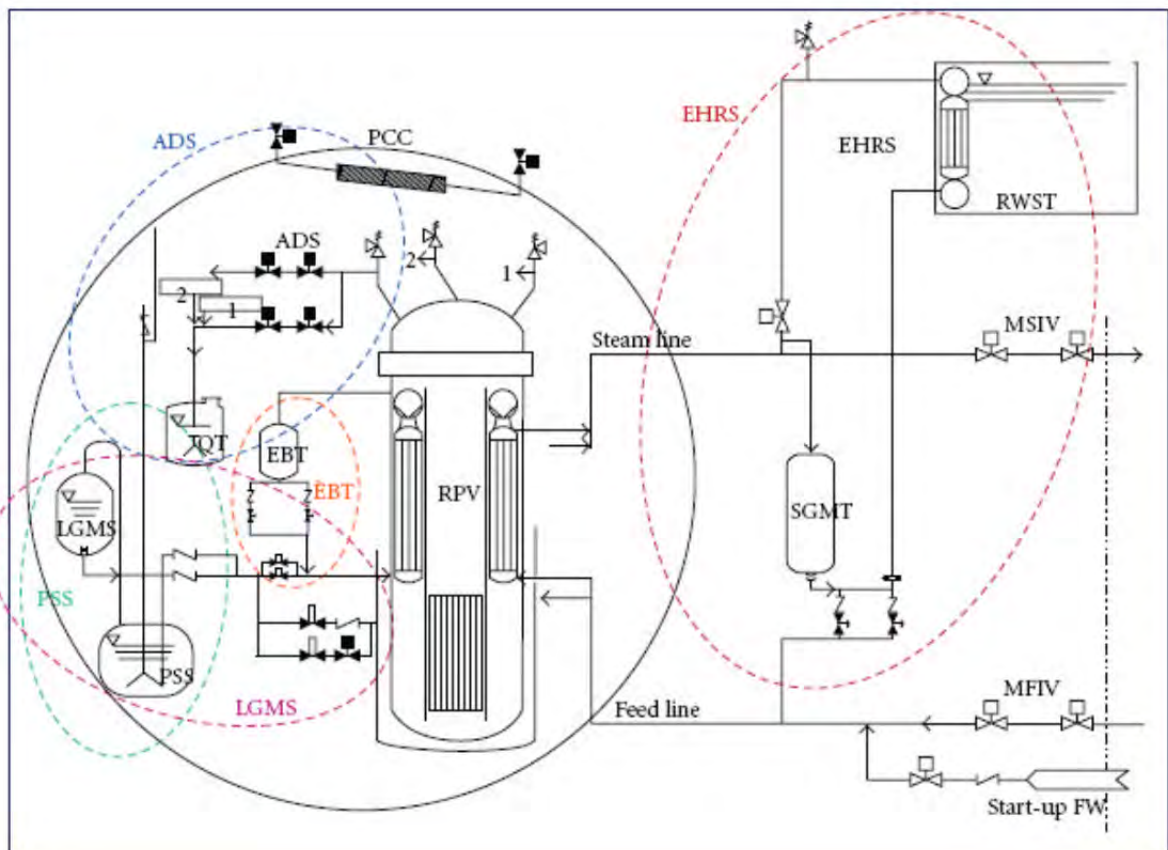 ADS
PCC
EHRS
EHRS
RWST
ADS
2
1
2
1
Steam line
MSIV
QT
EBT
EBT
RPV
LGMS
SGMT
PSS
PSS
LGMS
MFIV
Feed line
Start-up FW